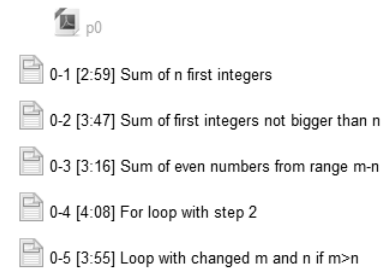 p0
0-1 [2:59] Sum of n first integers
0-2 [3:47] Sum of first integers not bigger than n
0-3 [3:16] Sum of even numbers from range m-n
0-4 [4:08] For loop with step 2
0-5 [3:55] Loop with changed m and n if m>n